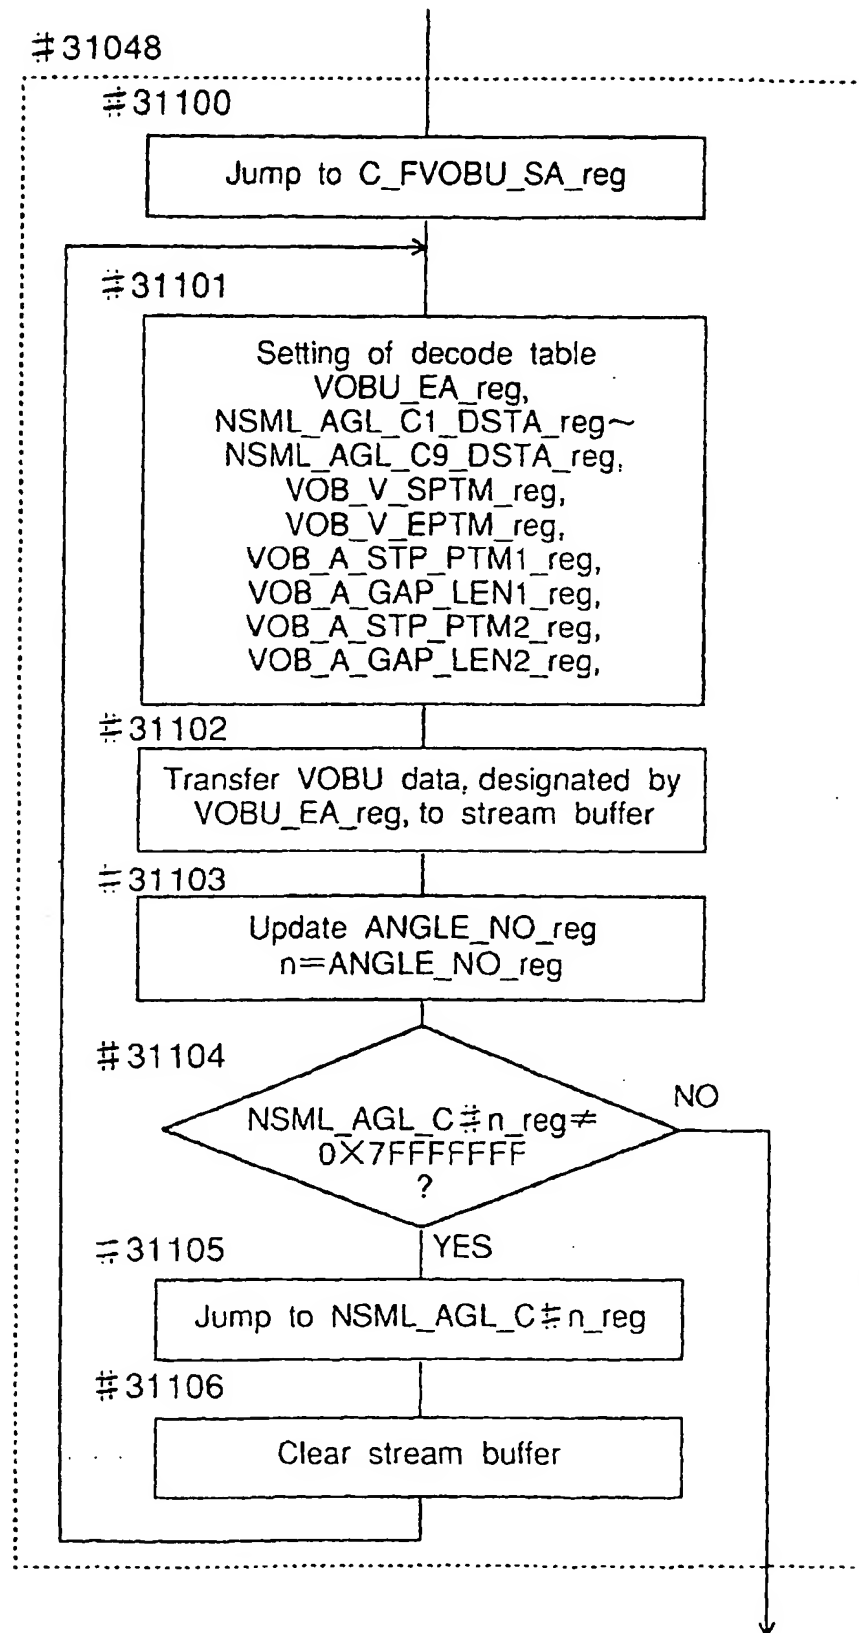 #31048
#31100
Jump to C_FVOBU_SA_reg
#31101
Setting of decode table
VOBU_EA_reg,
NSML_AGL_C1_DSTA_reg~
NSML_AGL_C9_DSTA_reg,
VOB_V_SPTM_reg,
VOB_V_EPTM_reg,
VOB_A_STP_PTM1_reg,
VOB_A_GAP_LEN1_reg,
VOB_A_STP_PTM2_reg,
VOB_A_GAP_LEN2_reg,
#31102
Transfer VOBU data, designated by
VOBU_EA_reg, to stream buffer
#31103
Update ANGLE_NO_reg
n=ANGLE_NO_reg
#31104
NO
NSML_AGL_C#n_reg≠
0X7FFFFFFF
?
#31105
YES
Jump to NSML_AGL_C#n_reg
#31106
Clear stream buffer